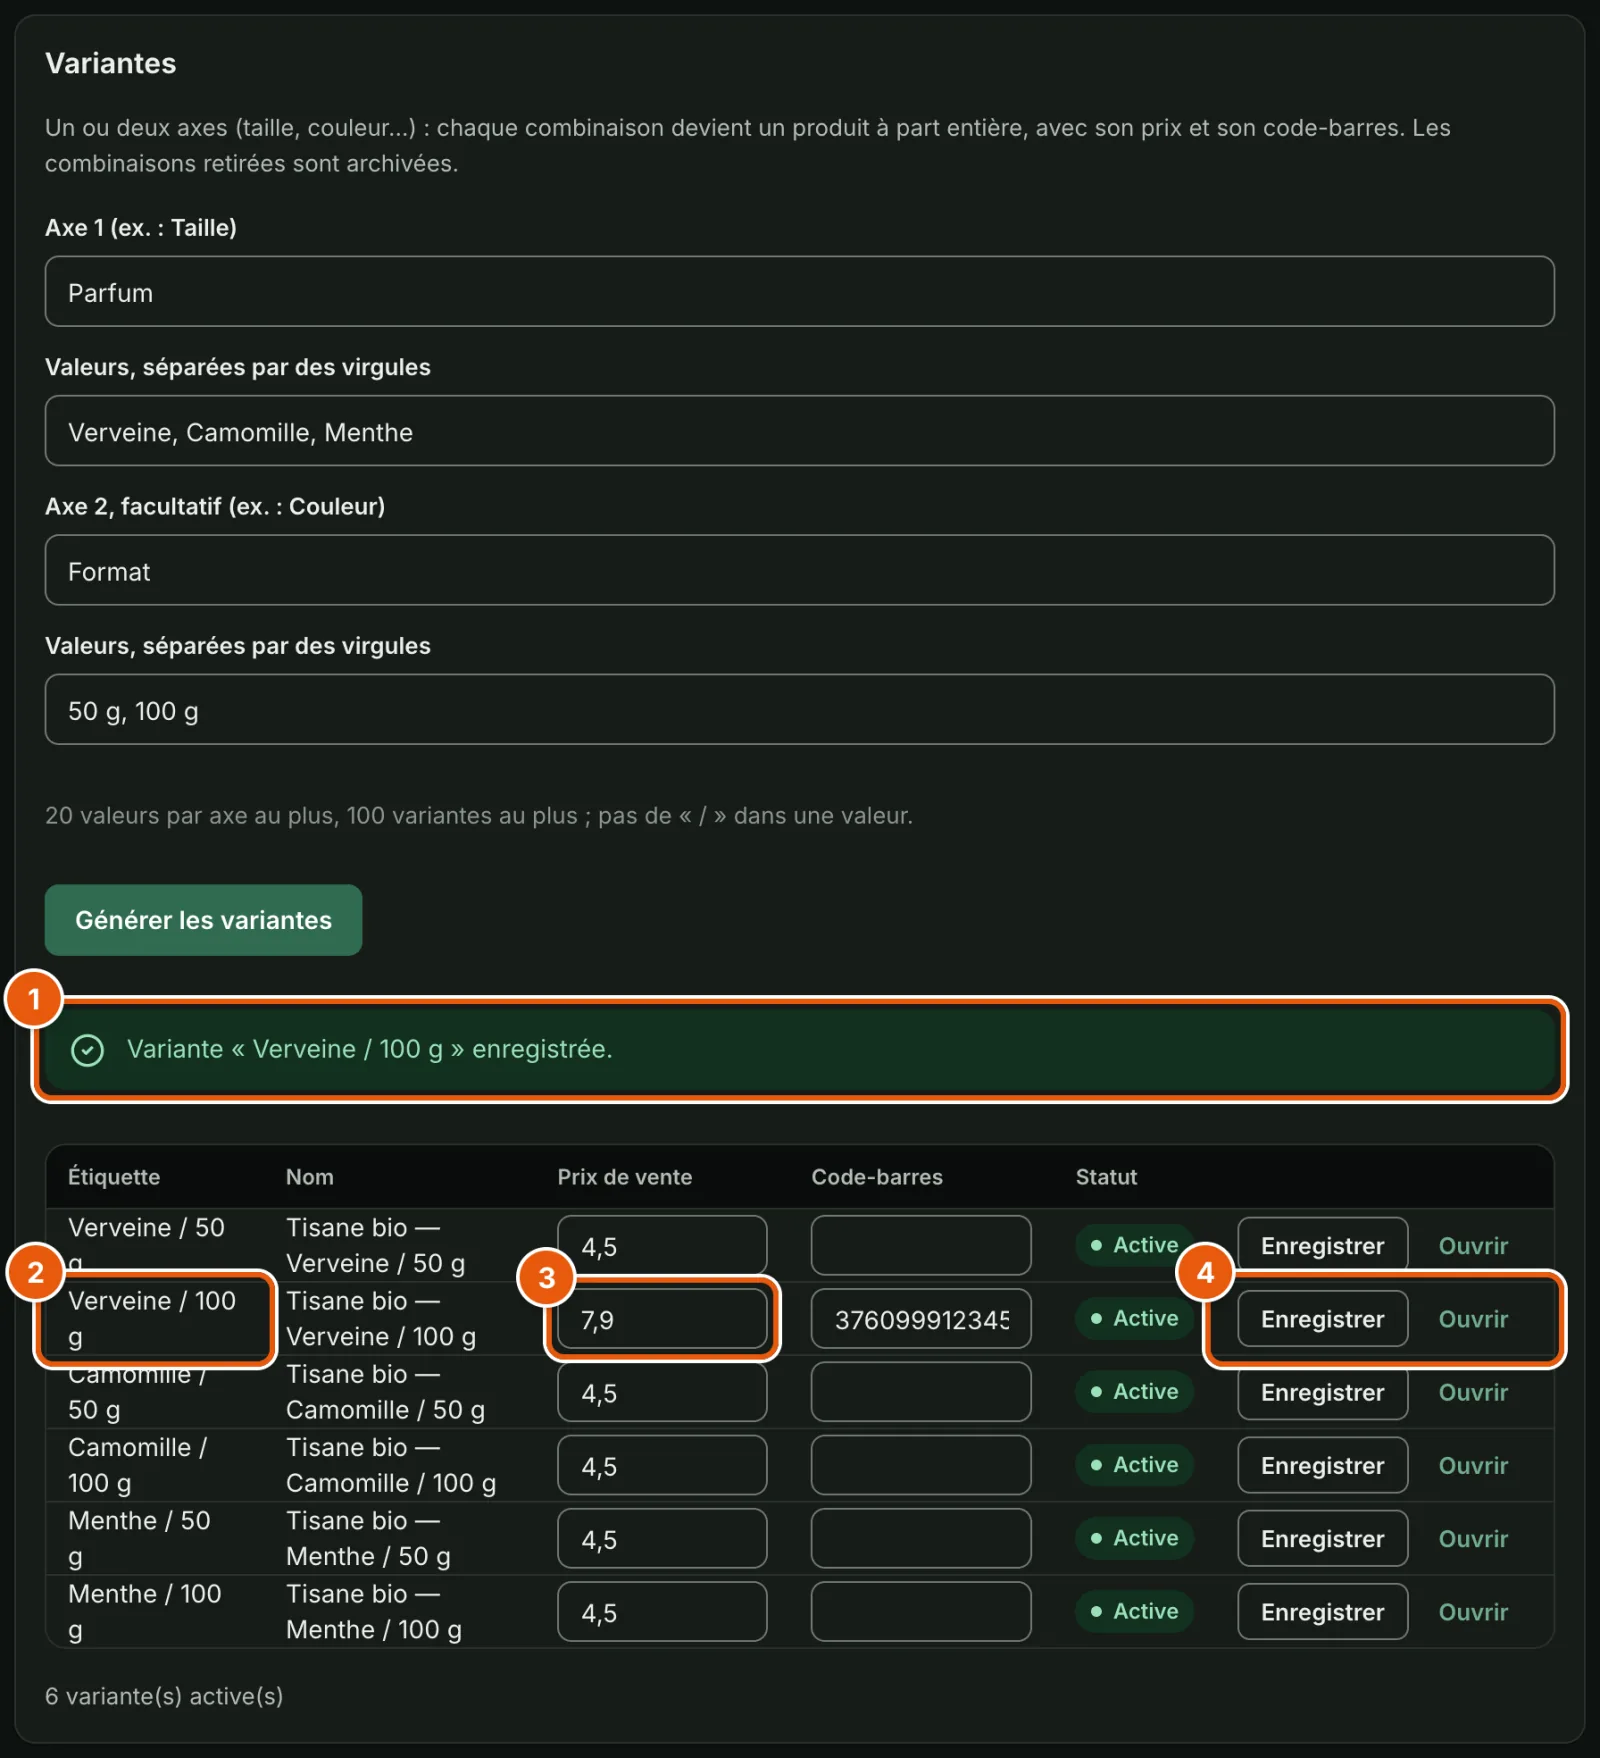 Variantes
Un ou deux axes (taille, couleur...) : chaque combinaison devient un produit à part entière, avec son prix et son code-barres. Les
combinaisons retirées sont archivées.
Axe 1 (ex. : Taille)
Parfum
Valeurs, séparées par des virgules
Verveine, Camomille, Menthe
Axe 2, facultatif (ex. : Couleur)
Format
Valeurs, séparées par des virgules
50 g, 100 g
20 valeurs par axe au plus, 100 variantes au plus ; pas de « / » dans une valeur.
Générer les variantes
1
Variante « Verveine / 100 g » enregistrée.
Étiquette Nom Prix de vente Code-barres Statut
Verveine / 50 g Tisane bio — Verveine / 50 g 4,5 Active Enregistrer Ouvrir
2 3 4
Verveine / 100 g Tisane bio — Verveine / 100 g 7,9 376099912345 Active Enregistrer Ouvrir
Camomille / 50 g Tisane bio — Camomille / 50 g 4,5 Active Enregistrer Ouvrir
Camomille / 100 g Tisane bio — Camomille / 100 g 4,5 Active Enregistrer Ouvrir
Menthe / 50 g Tisane bio — Menthe / 50 g 4,5 Active Enregistrer Ouvrir
Menthe / 100 g Tisane bio — Menthe / 100 g 4,5 Active Enregistrer Ouvrir
6 variante(s) active(s)